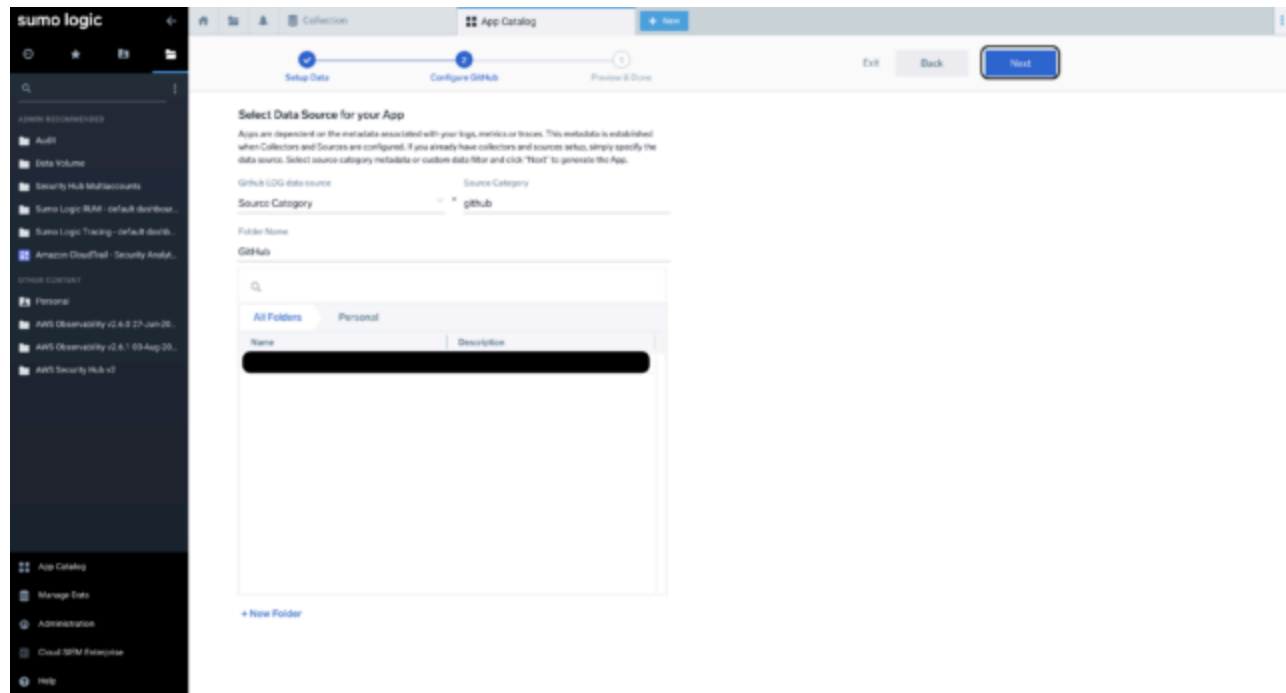 sumo logic
Collection
App Catalog
+ New
Setup Data
2
Configure GitHub
3
Preview & Done
Exit
Back
Next
ADMIN RECOMMENDED
Audit
Data Volume
Security Hub Multiaccounts
Sumo Logic RUM - default dashboar...
Sumo Logic Tracing - default dashb...
Amazon CloudTrail - Security Analyt...
OTHER CONTENT
Personal
AWS Observability v2.6.0 27-Jun-20...
AWS Observability v2.6.1 03-Aug-20...
AWS Security Hub v2
App Catalog
Manage Data
Administration
Cloud SIEM Enterprise
Help
Select Data Source for your App
Apps are dependent on the metadata associated with your logs, metrics or traces. This metadata is established
when Collectors and Sources are configured. If you already have collectors and sources setup, simply specify the
data source. Select source category metadata or custom data filter and click "Next" to generate the App.
Github LOG data source
Source Category
Source Category
github
Folder Name
GitHub
All Folders
Personal
Name
Description
+ New Folder